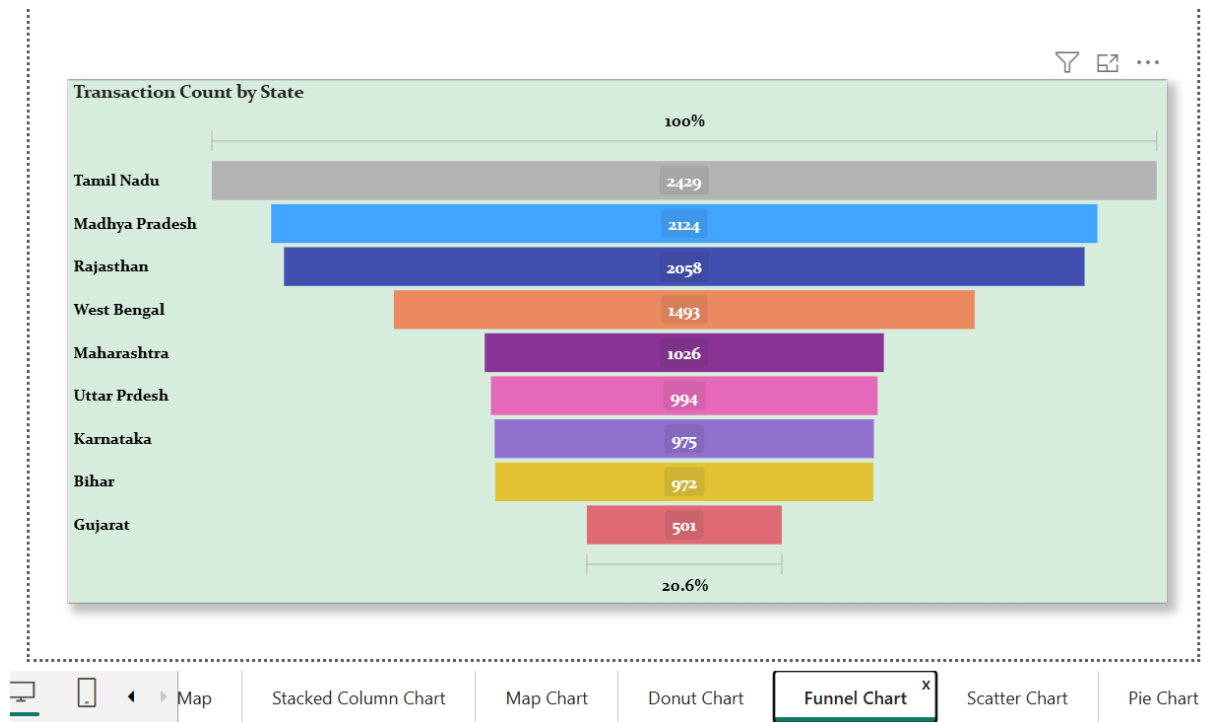 Transaction Count by State
100%
Tamil Nadu 2429
Madhya Pradesh 2124
Rajasthan 2058
West Bengal 1493
Maharashtra 1026
Uttar Prdesh 994
Karnataka 975
Bihar 972
Gujarat 501
20.6%
Map Stacked Column Chart Map Chart Donut Chart Funnel Chart x Scatter Chart Pie Chart